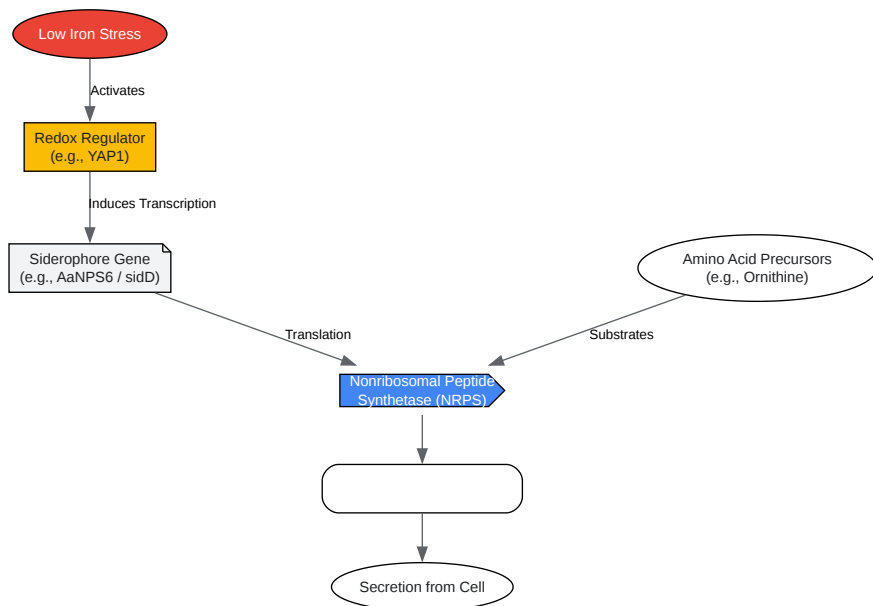 Low Iron Stress
Activates
Redox Regulator
(e.g., YAP1)
Induces Transcription
Siderophore Gene
(e.g., AaNPS6 / sidD)
Amino Acid Precursors
(e.g., Ornithine)
Translation
Substrates
Nonribosomal Peptide
Synthetase (NRPS)
Secretion from Cell